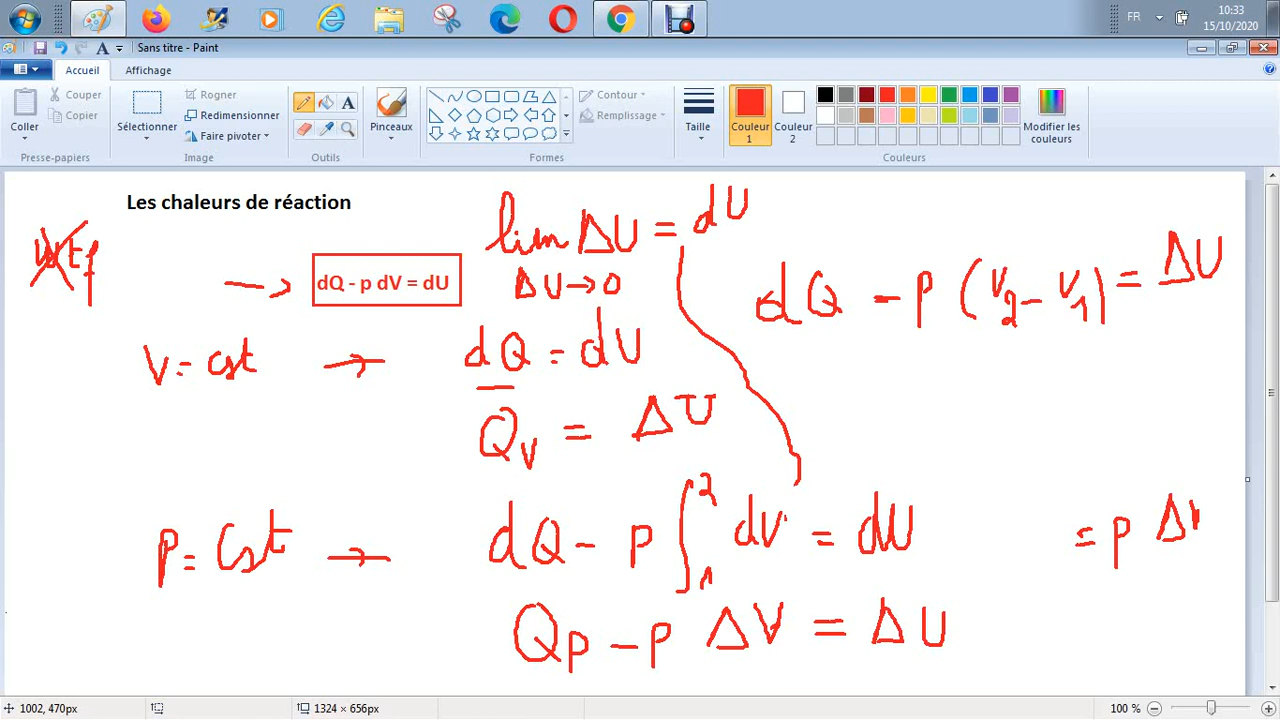 FR
10:33
15/10/2020
Sans titre - Paint
Accueil Affichage
Coller
Couper
Copier
Presse-papiers
Sélectionner
Rogner
Redimensionner
Faire pivoter
Image
Outils
Pinceaux
Formes
Contour
Remplissage
Taille
Couleur 1
Couleur 2
Modifier les couleurs
Couleurs
Les chaleurs de réaction
lim ΔU = dU
ΔU → 0
→ dQ - p dV = dU
dQ - p (V2 - V1) = ΔU
V = cst → dQ = dU
QV = ΔU
p = Cst → dQ - p ∫₁² dV = dU
= p ΔV
Qp - p ΔV = ΔU
1002, 470px
1324 × 656px
100 %